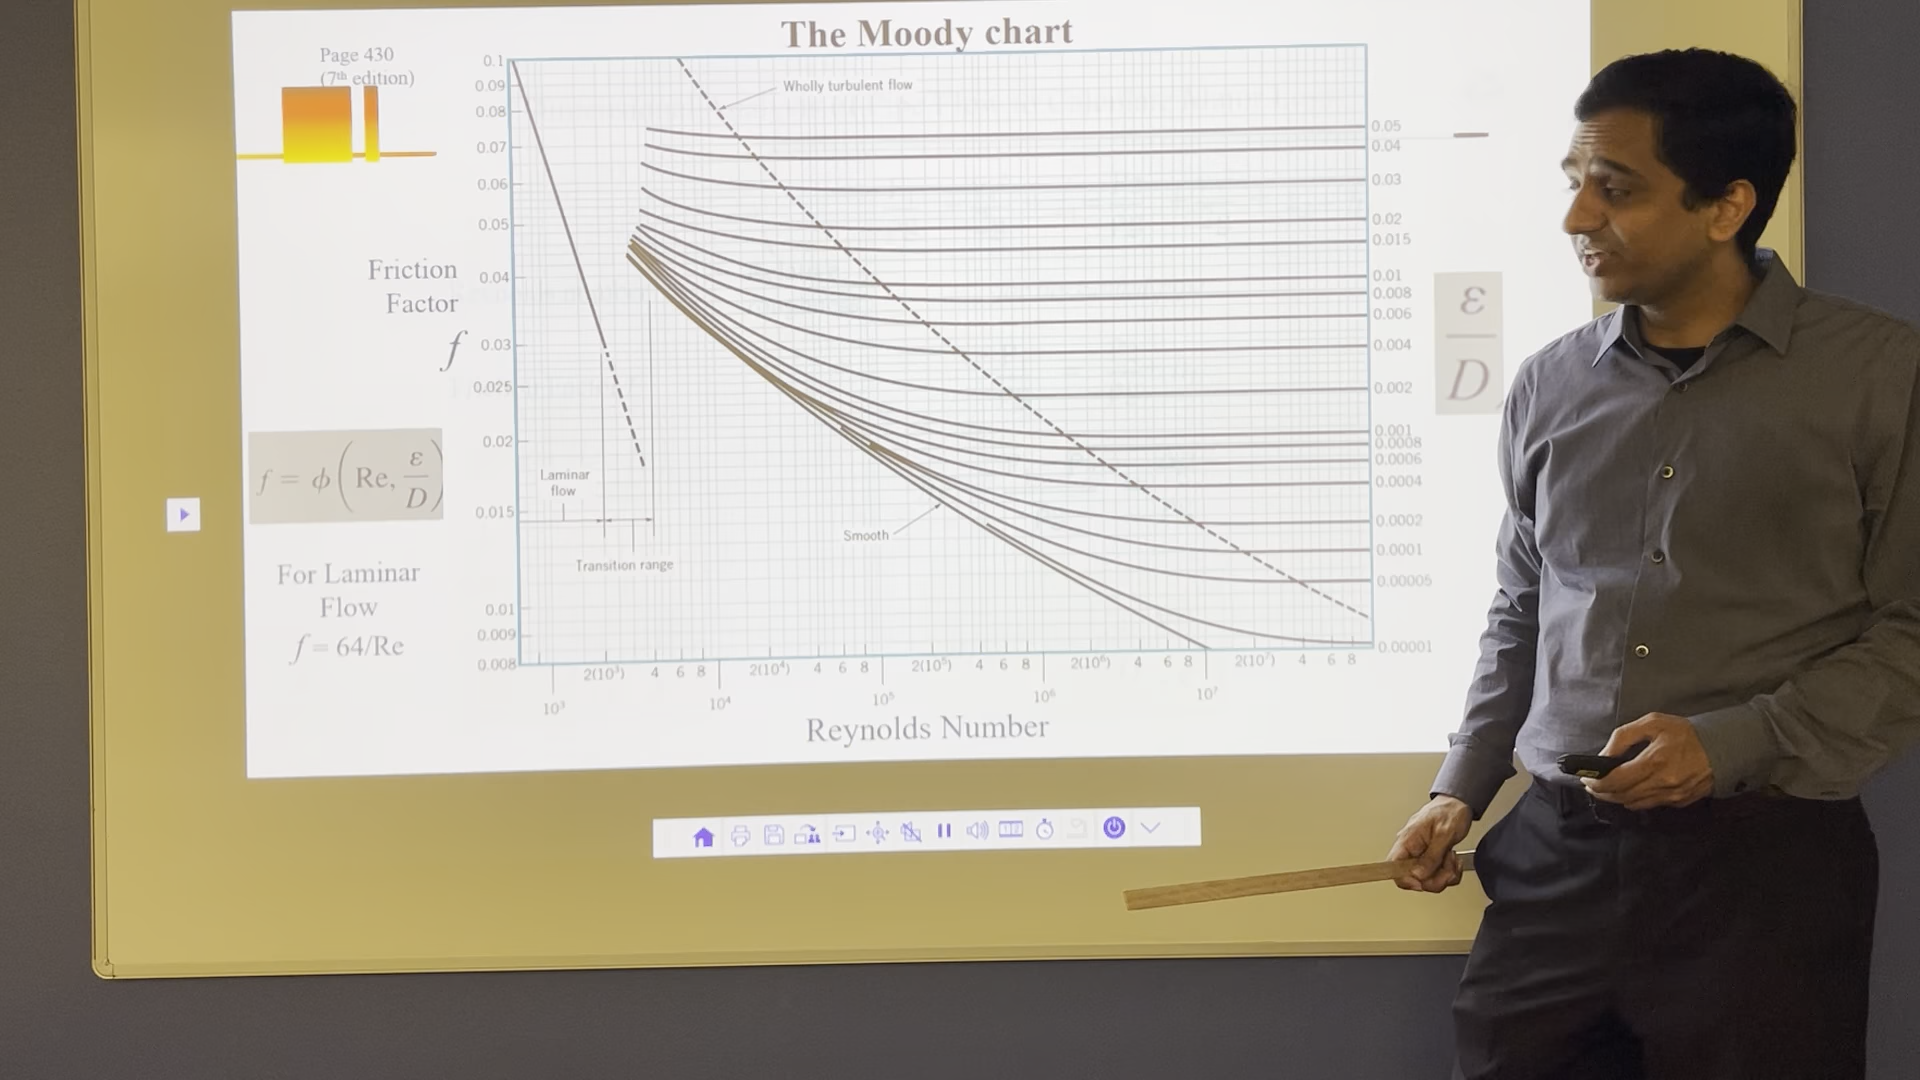 The Moody chart
Page 430
(7th edition)
0.1
0.09
0.08
0.07
0.06
0.05
0.04
0.03
0.025
0.02
0.015
0.01
0.009
0.008
Wholly turbulent flow
0.05
0.04
0.03
0.02
0.015
0.01
0.008
0.006
0.004
0.002
0.001
0.0008
0.0006
0.0004
0.0002
0.0001
0.00005
0.00001
Friction
Factor
f
ε
D
f = ϕ(Re, ε/D)
Laminar
flow
Transition range
Smooth
For Laminar
Flow
f = 64/Re
2(10³) 4 6 8 2(10⁴) 4 6 8 2(10⁵) 4 6 8 2(10⁶) 4 6 8 2(10⁷) 4 6 8
10³ 10⁴ 10⁵ 10⁶ 10⁷
Reynolds Number